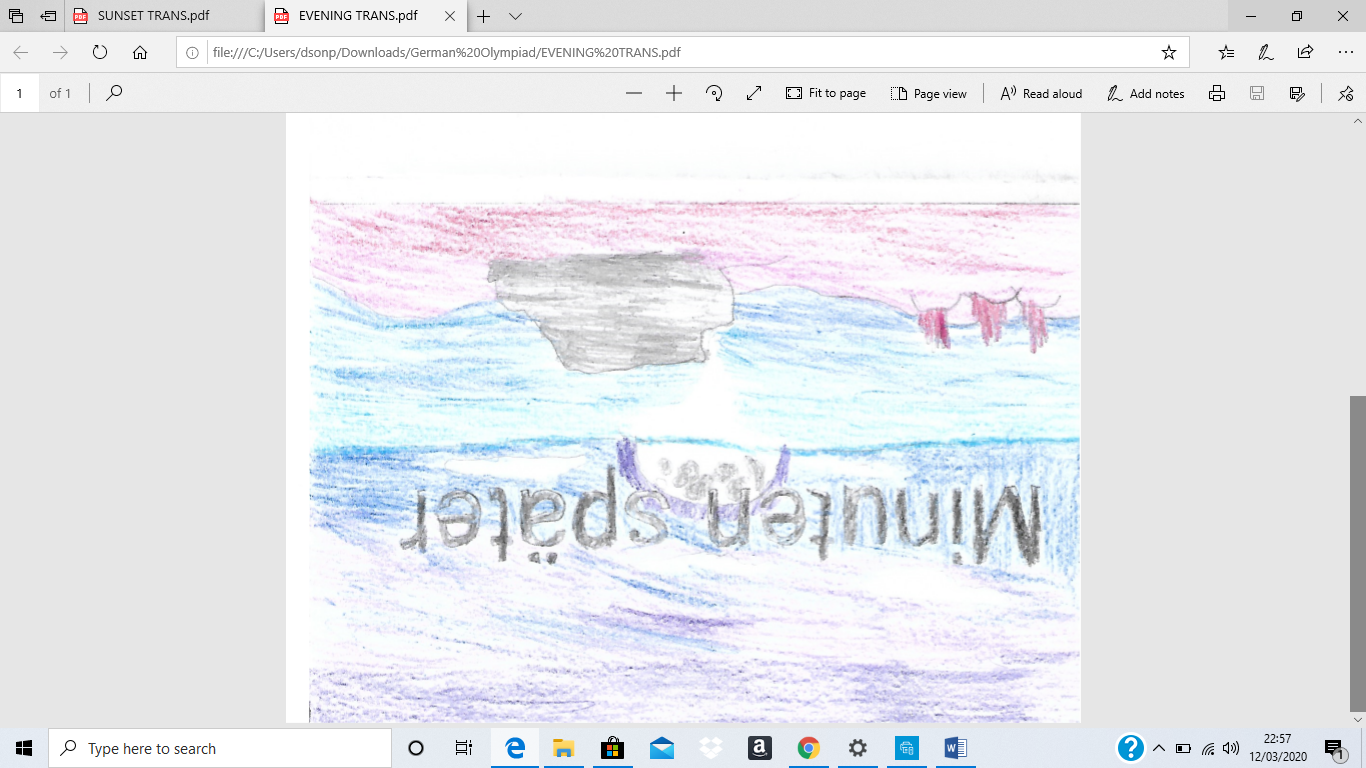 SUNSET TRANS.pdf
EVENING TRANS.pdf
file:///C:/Users/dsonp/Downloads/German%20Olympiad/EVENING%20TRANS.pdf
1 of 1
Fit to page
Page view
Read aloud
Add notes
Minuten später
Type here to search
22:57
12/03/2020
1